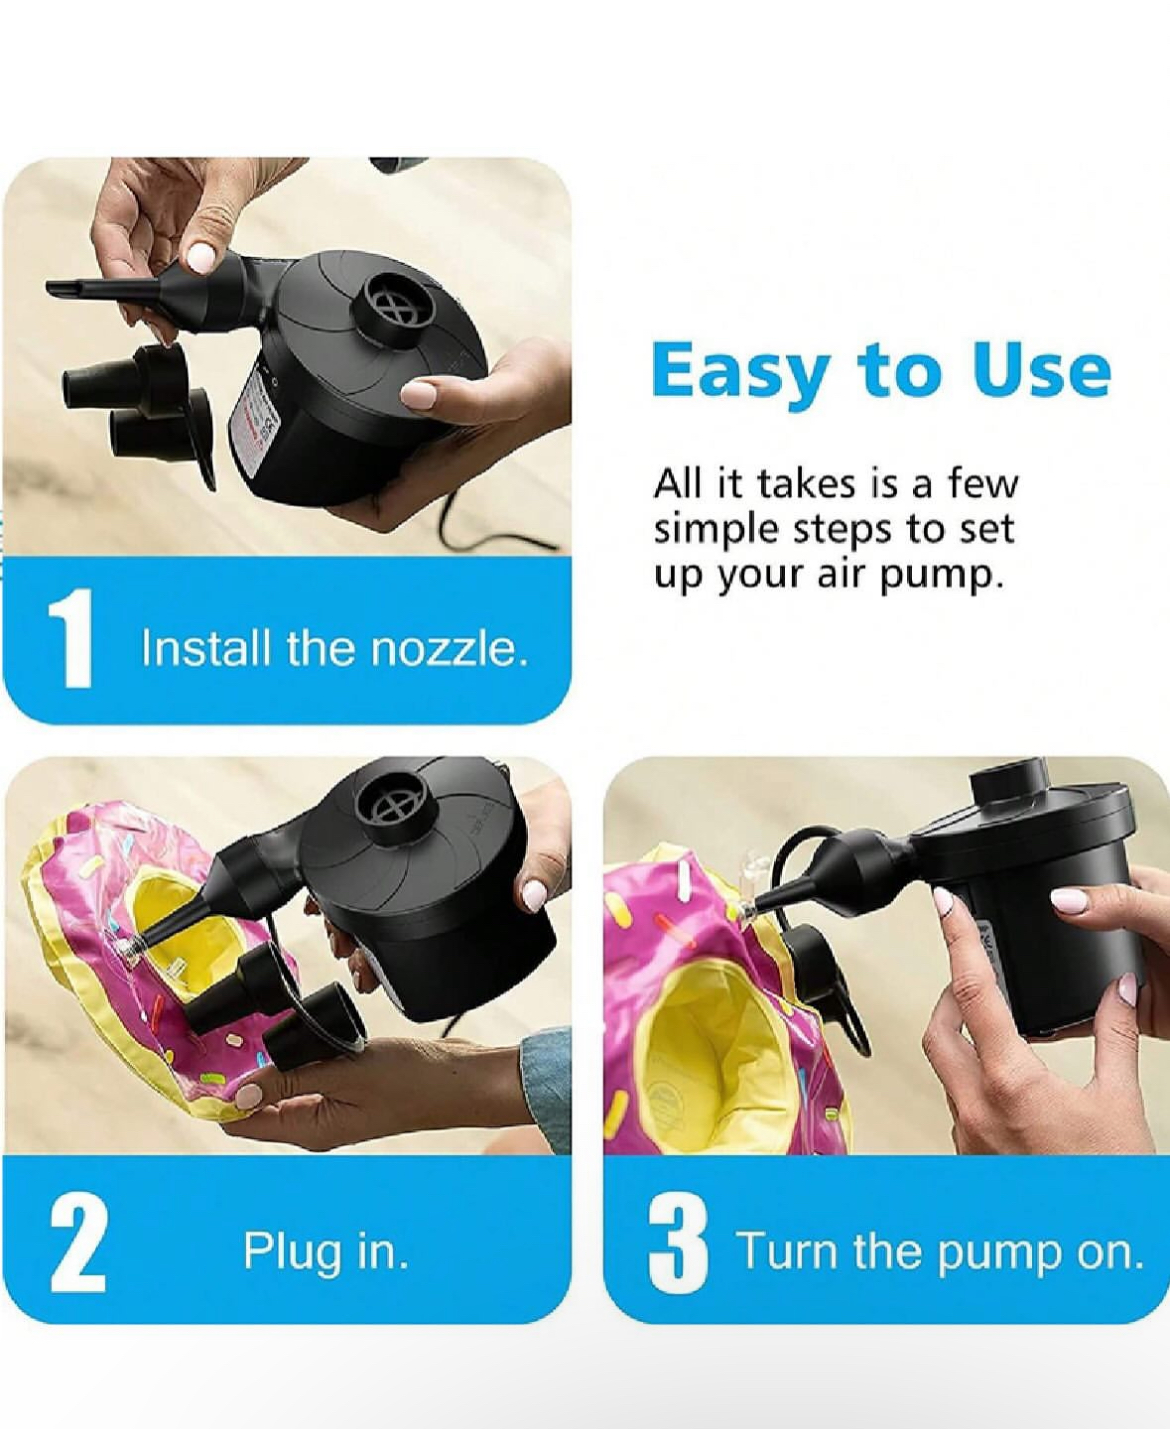 Easy to Use
All it takes is a few
simple steps to set
up your air pump.
1 Install the nozzle.
2 Plug in.
3 Turn the pump on.